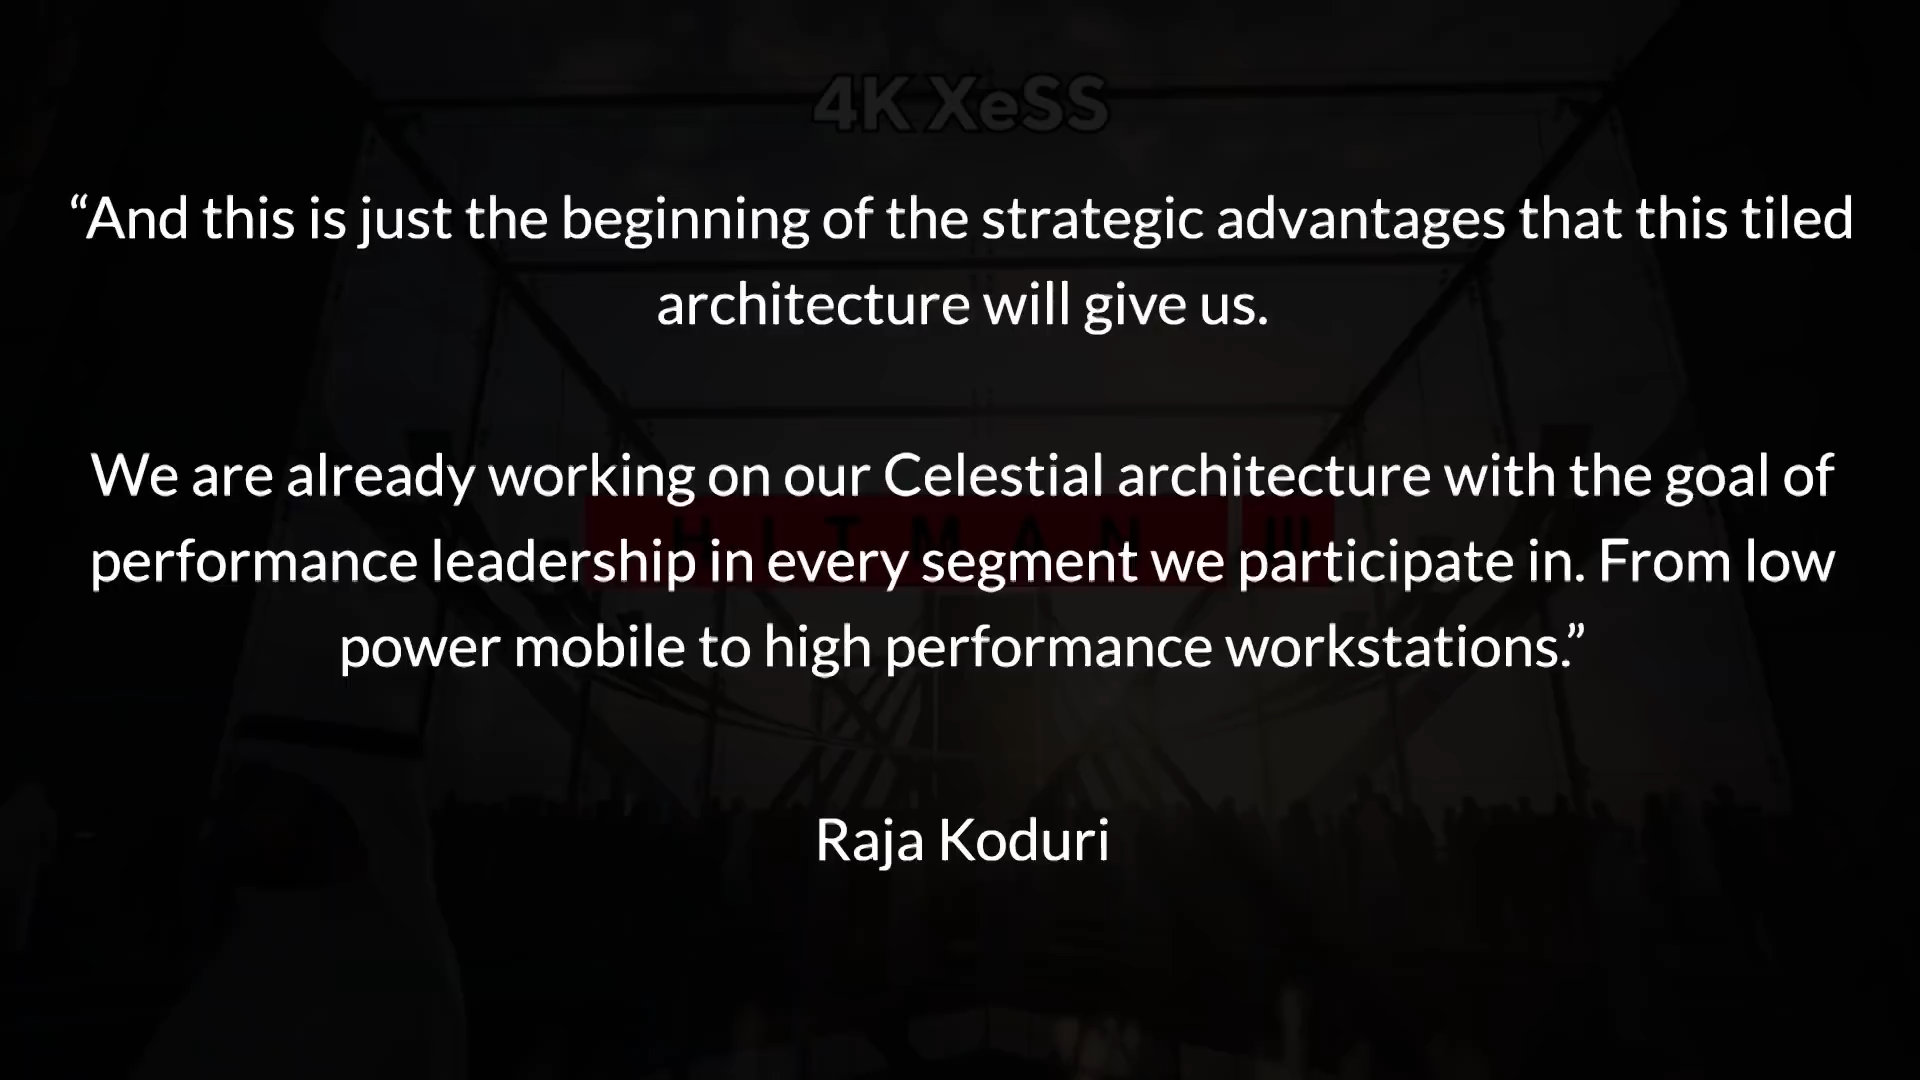 4K XeSS
“And this is just the beginning of the strategic advantages that this tiled
architecture will give us.
We are already working on our Celestial architecture with the goal of
HITMAN III
performance leadership in every segment we participate in. From low
power mobile to high performance workstations.”
Raja Koduri